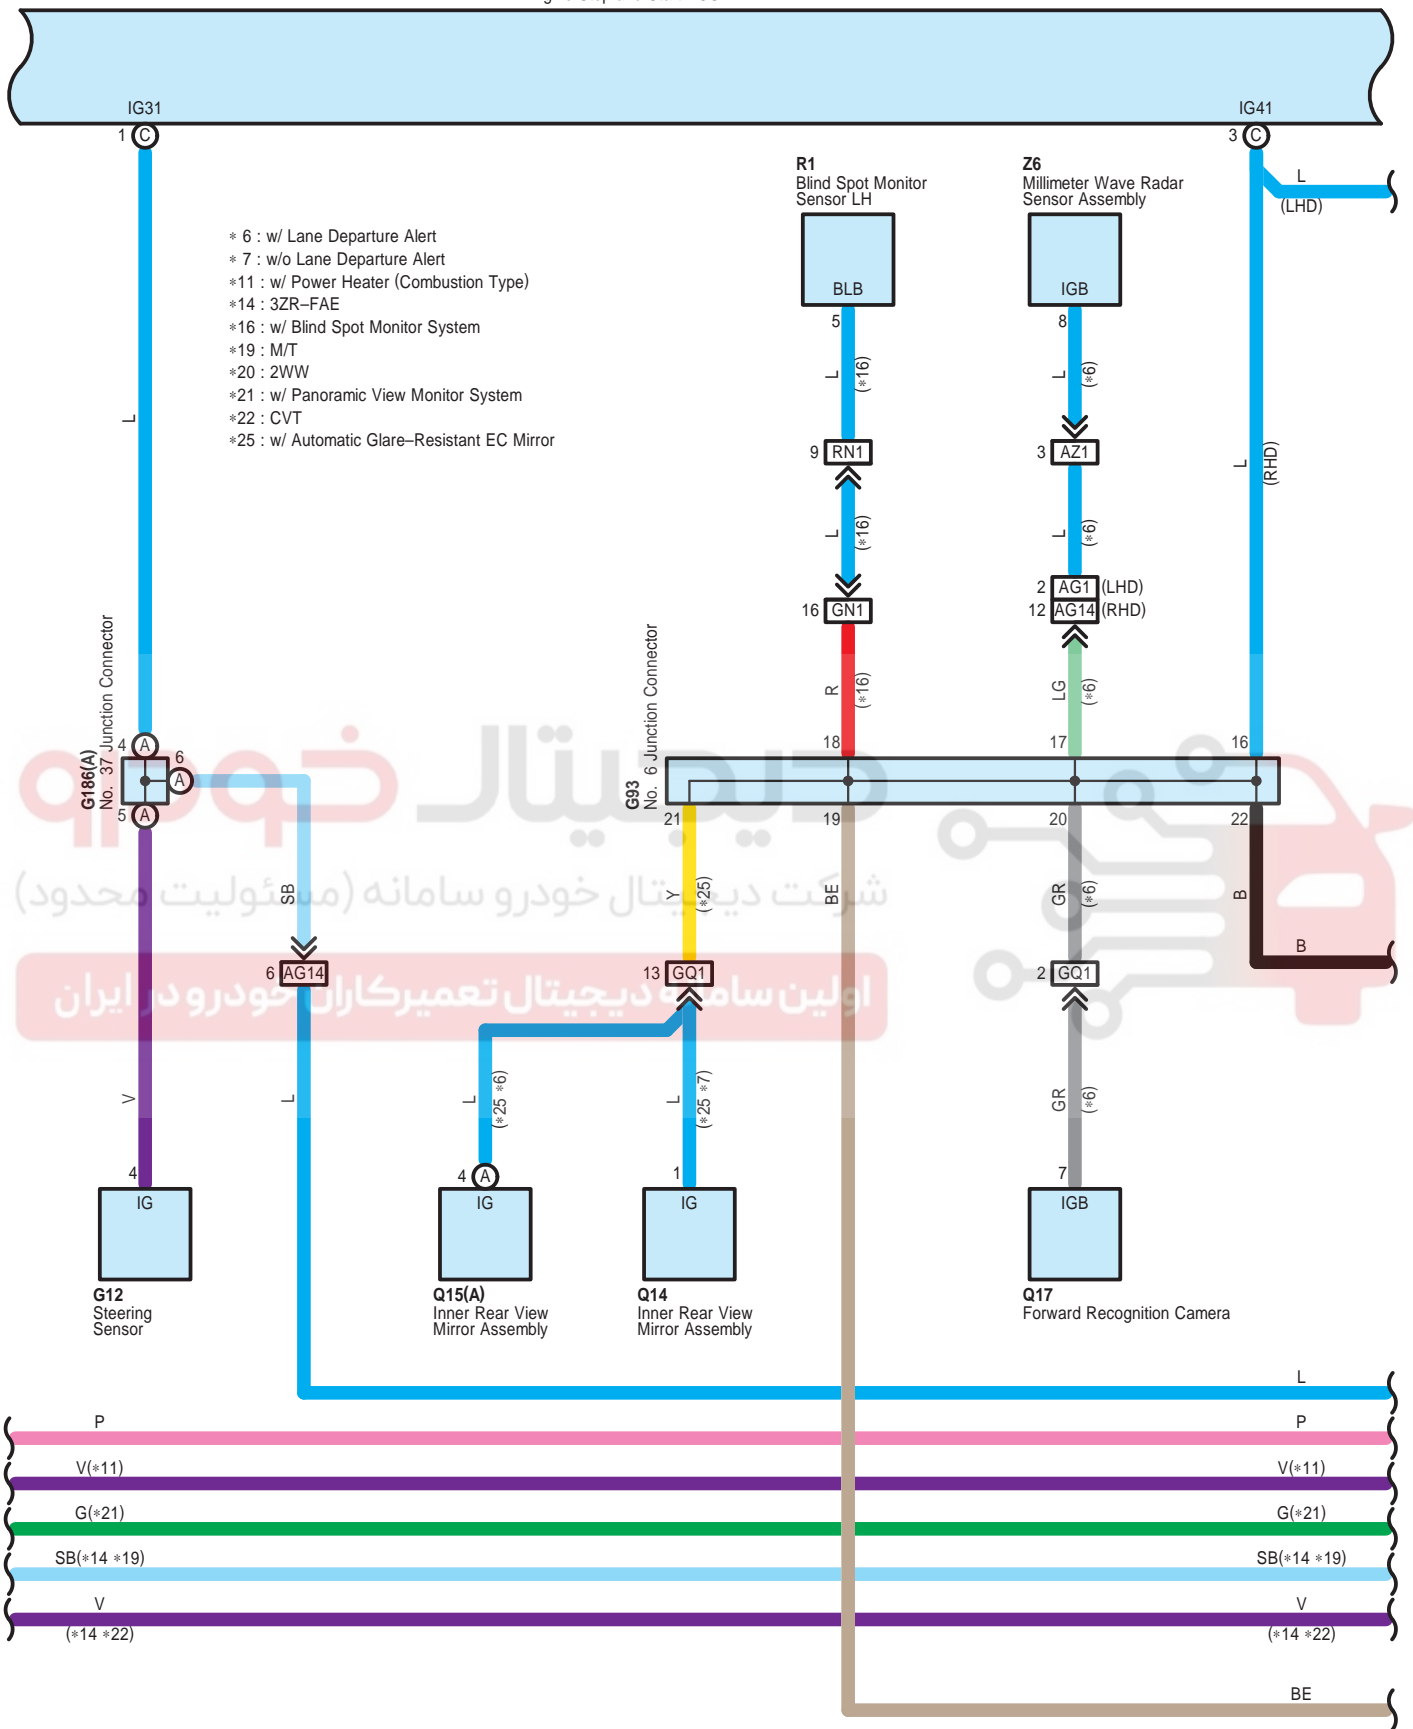 IG31
IG41
1 C
3 C
L
(LHD)
R1
Blind Spot Monitor
Sensor LH
Z6
Millimeter Wave Radar
Sensor Assembly
∗ 6 : w/ Lane Departure Alert
∗ 7 : w/o Lane Departure Alert
∗11 : w/ Power Heater (Combustion Type)
∗14 : 3ZR–FAE
∗16 : w/ Blind Spot Monitor System
∗19 : M/T
∗20 : 2WW
∗21 : w/ Panoramic View Monitor System
∗22 : CVT
∗25 : w/ Automatic Glare–Resistant EC Mirror
BLB
IGB
5
8
L
(∗16)
L
(∗6)
L
L
(RHD)
9 RN1
3 AZ1
L
(∗16)
L
(∗6)
2 AG1 (LHD)
16 GN1
12 AG14 (RHD)
R
(∗16)
LG
(∗6)
G186(A)
No. 37 Junction Connector
G93
No. 6 Junction Connector
4 A
6
A
5 A
18
17
16
21
19
20
22
دیجیتال خودرو
شرکت دیجیتال خودرو سامانه (مسئولیت محدود)
اولین سامانه دیجیتال تعمیرکاران خودرو در ایران
SB
Y
(∗25)
BE
GR
(∗6)
B
B
6 AG14
13 GQ1
2 GQ1
V
L
L
(∗25 ∗6)
L
(∗25 ∗7)
GR
(∗6)
4
4 A
1
7
IG
IG
IG
IGB
G12
Steering
Sensor
Q15(A)
Inner Rear View
Mirror Assembly
Q14
Inner Rear View
Mirror Assembly
Q17
Forward Recognition Camera
L
P
P
V(∗11)
V(∗11)
G(∗21)
G(∗21)
SB(∗14 ∗19)
SB(∗14 ∗19)
V
(∗14 ∗22)
V
(∗14 ∗22)
BE